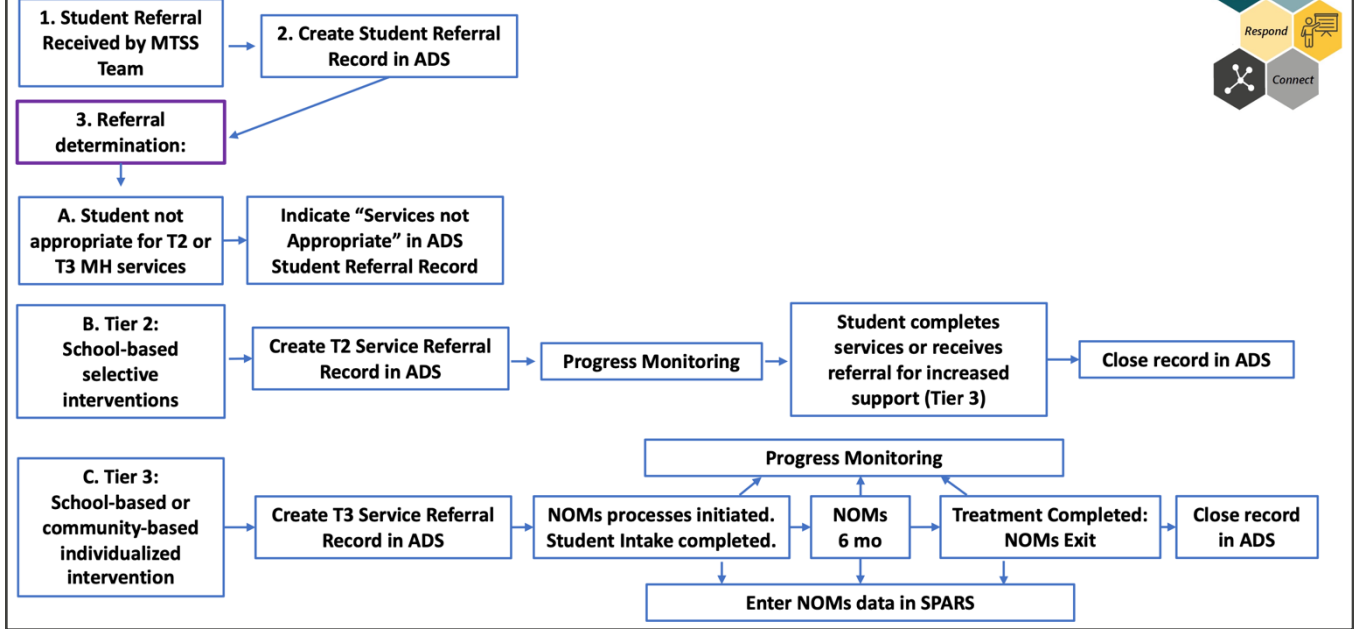 1. Student Referral
Received by MTSS
Team
2. Create Student Referral
Record in ADS
Respond
Connect
3. Referral
determination:
A. Student not
appropriate for T2 or
T3 MH services
Indicate “Services not
Appropriate” in ADS
Student Referral Record
B. Tier 2:
School-based
selective
interventions
Create T2 Service Referral
Record in ADS
Progress Monitoring
Student completes
services or receives
referral for increased
support (Tier 3)
Close record in ADS
C. Tier 3:
School-based or
community-based
individualized
intervention
Create T3 Service Referral
Record in ADS
Progress Monitoring
NOMs processes initiated.
Student Intake completed.
NOMs
6 mo
Treatment Completed:
NOMs Exit
Close record
in ADS
Enter NOMs data in SPARS